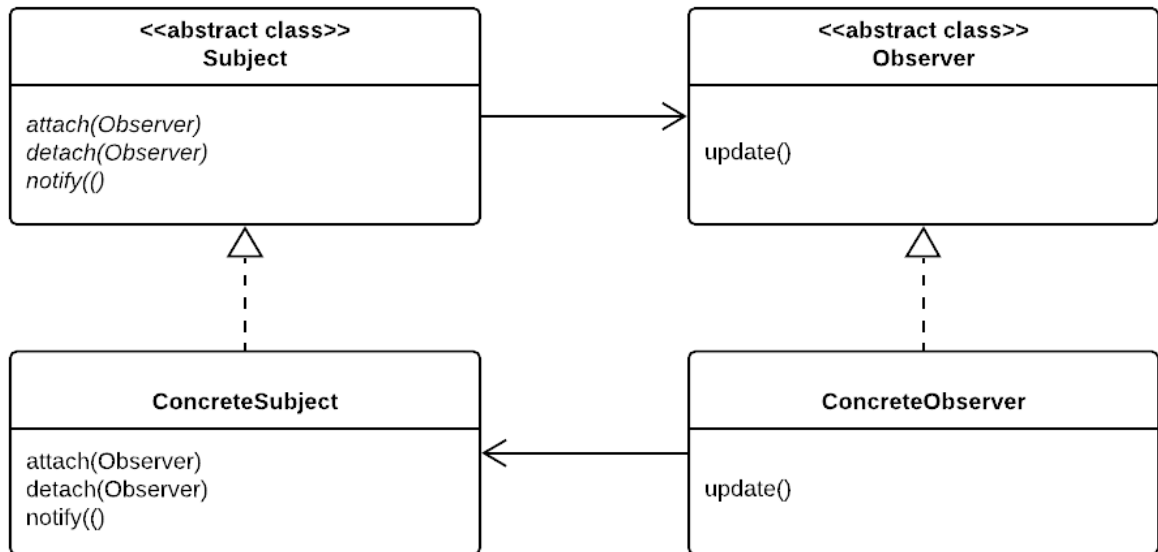 <<abstract class>>
Subject
attach(Observer)
detach(Observer)
notify(()
<<abstract class>>
Observer
update()
ConcreteSubject
attach(Observer)
detach(Observer)
notify(()
ConcreteObserver
update()